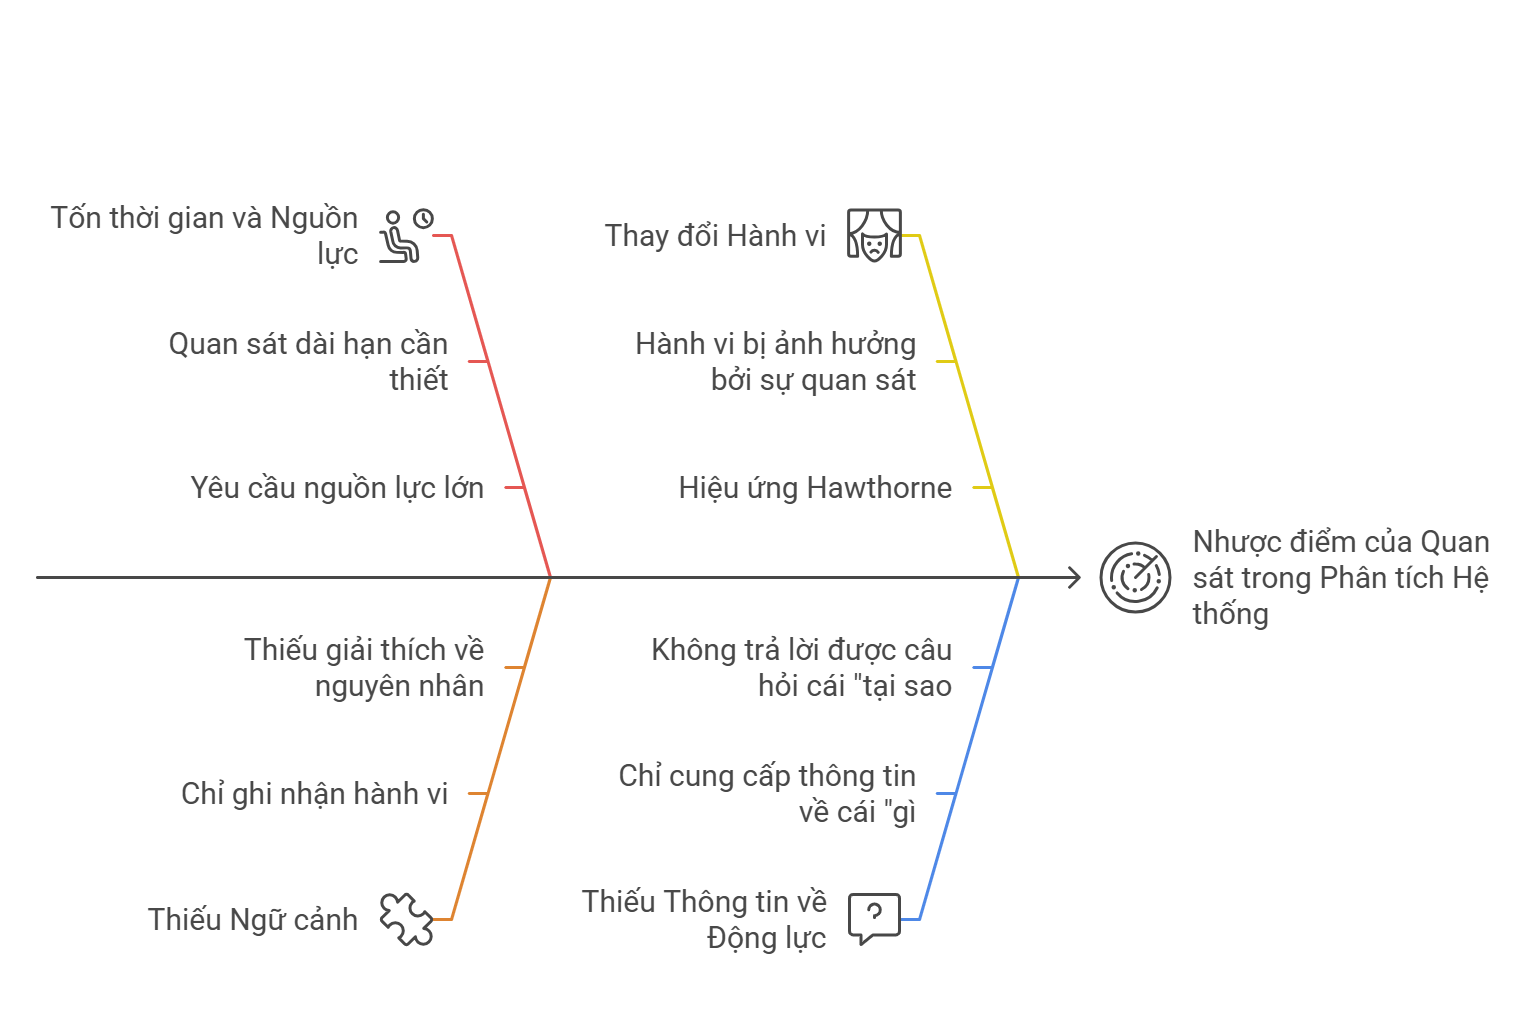 Tốn thời gian và Nguồn
lực
Quan sát dài hạn cần
thiết
Yêu cầu nguồn lực lớn
Thay đổi Hành vi
Hành vi bị ảnh hưởng
bởi sự quan sát
Hiệu ứng Hawthorne
Nhược điểm của Quan
sát trong Phân tích Hệ
thống
Thiếu giải thích về
nguyên nhân
Chỉ ghi nhận hành vi
Thiếu Ngữ cảnh
Không trả lời được câu
hỏi cái "tại sao
Chỉ cung cấp thông tin
về cái "gì
Thiếu Thông tin về
Động lực
?